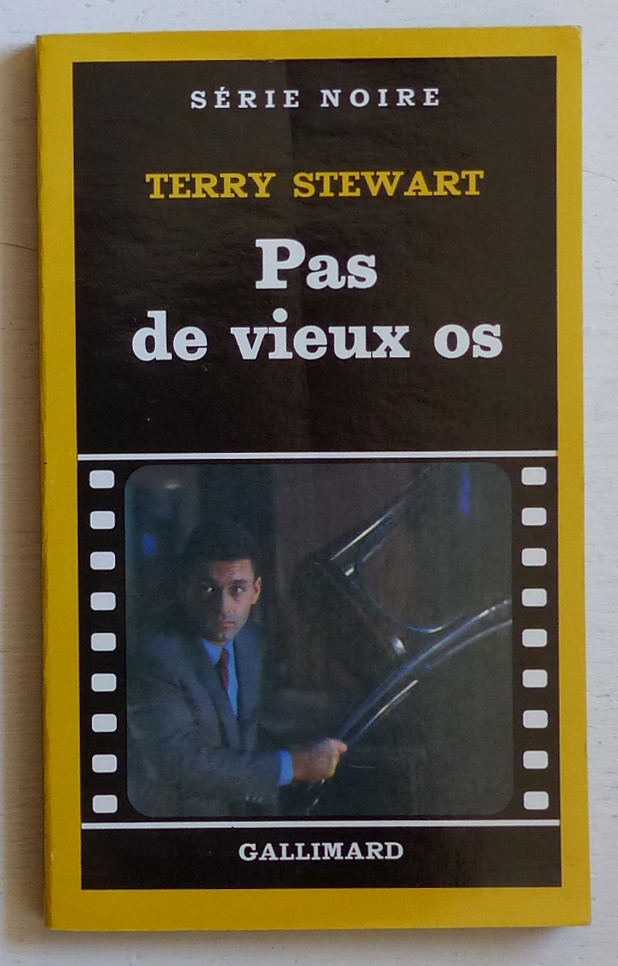 SÉRIE NOIRE
TERRY STEWART
Pas
de vieux os
GALLIMARD